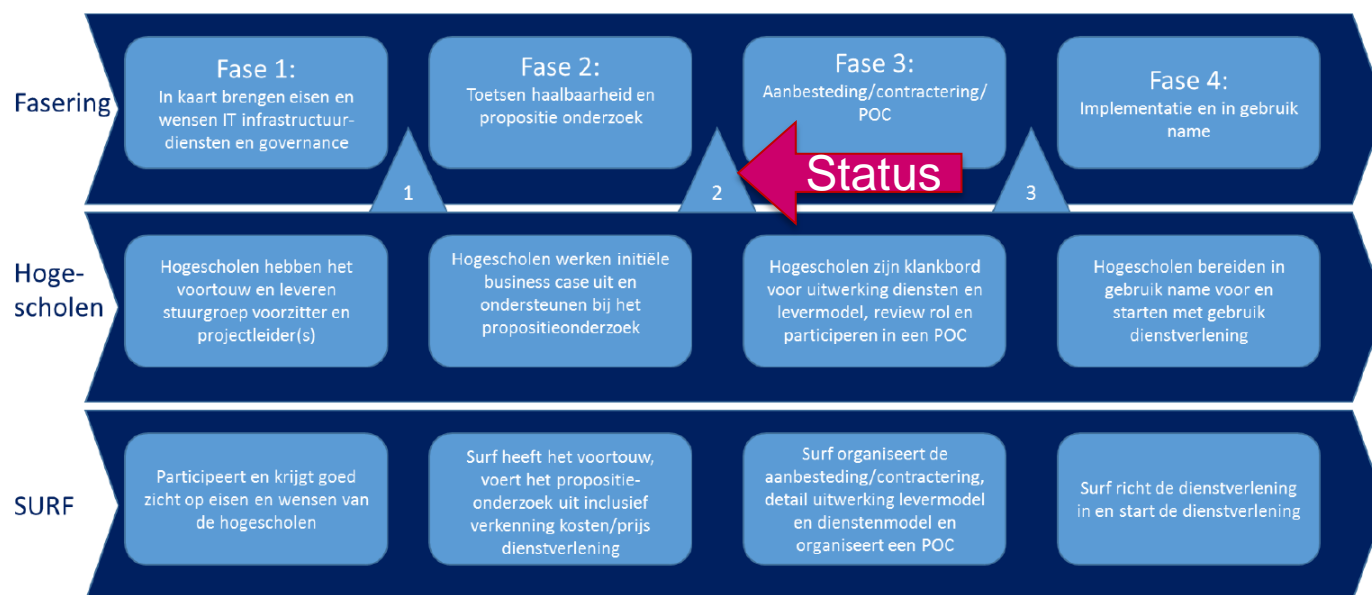 Fasering
Fase 1:
In kaart brengen eisen en
wensen IT infrastructuur-
diensten en governance
Fase 2:
Toetsen haalbaarheid en
propositie onderzoek
Fase 3:
Aanbesteding/contractering/
POC
Fase 4:
Implementatie en in gebruik
name
1
2
Status
3
Hoge-
scholen
Hogescholen hebben het
voortouw en leveren
stuurgroep voorzitter en
projectleider(s)
Hogescholen werken initiële
business case uit en
ondersteunen bij het
propositieonderzoek
Hogescholen zijn klankbord
voor uitwerking diensten en
levermodel, review rol en
participeren in een POC
Hogescholen bereiden in
gebruik name voor en
starten met gebruik
dienstverlening
SURF
Participeert en krijgt goed
zicht op eisen en wensen van
de hogescholen
Surf heeft het voortouw,
voert het propositie-
onderzoek uit inclusief
verkenning kosten/prijs
dienstverlening
Surf organiseert de
aanbesteding/contractering,
detail uitwerking levermodel
en dienstenmodel en
organiseert een POC
Surf richt de dienstverlening
in en start de dienstverlening